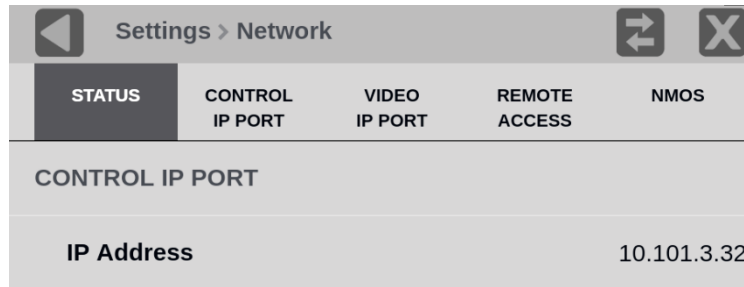 Settings > Network
STATUS CONTROL IP PORT VIDEO IP PORT REMOTE ACCESS NMOS
CONTROL IP PORT
IP Address 10.101.3.32